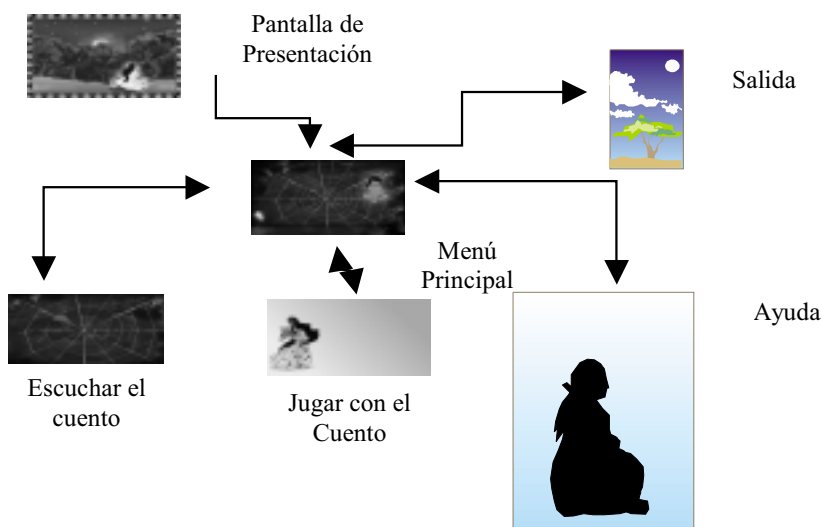 Pantalla de
Presentación
Salida
Menú
Principal
Ayuda
Escuchar el
cuento
Jugar con el
Cuento